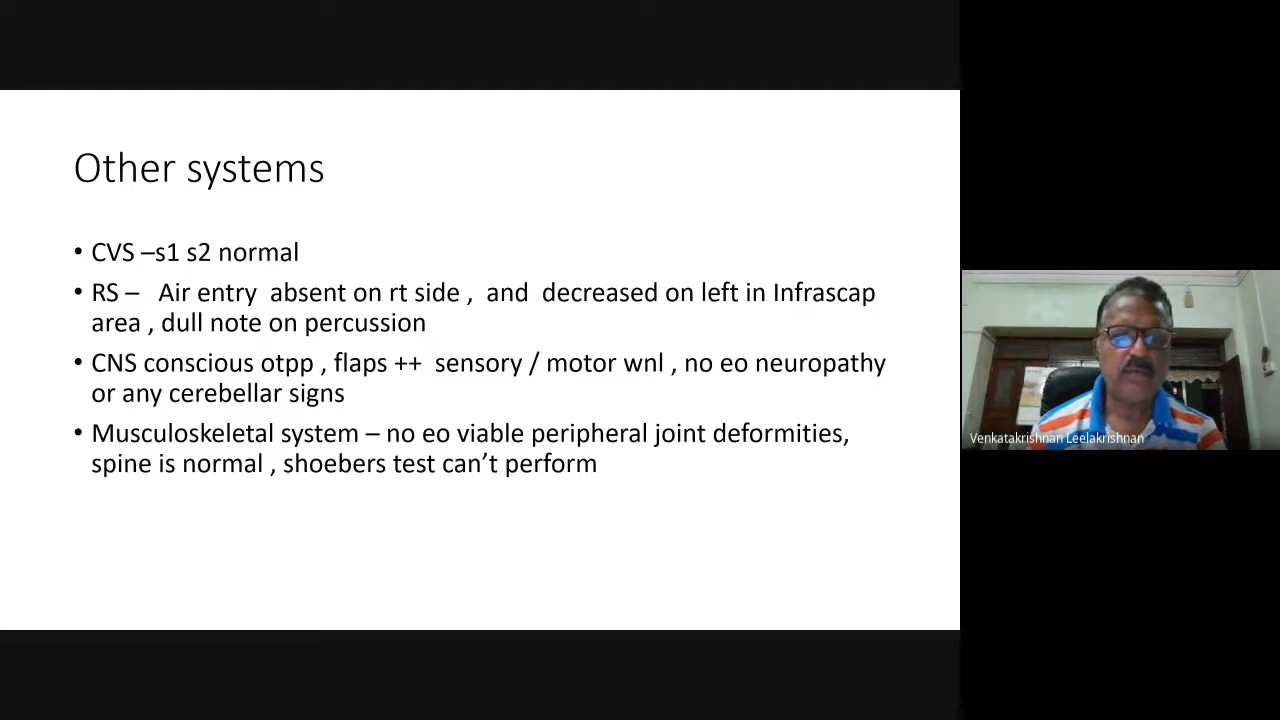 Other systems
• CVS –s1 s2 normal
• RS – Air entry absent on rt side , and decreased on left in Infrascap
area , dull note on percussion
• CNS conscious otpp , flaps ++ sensory / motor wnl , no eo neuropathy
or any cerebellar signs
• Musculoskeletal system – no eo viable peripheral joint deformities,
spine is normal , shoebers test can’t perform
Venkatakrishnan Leelakrishnan